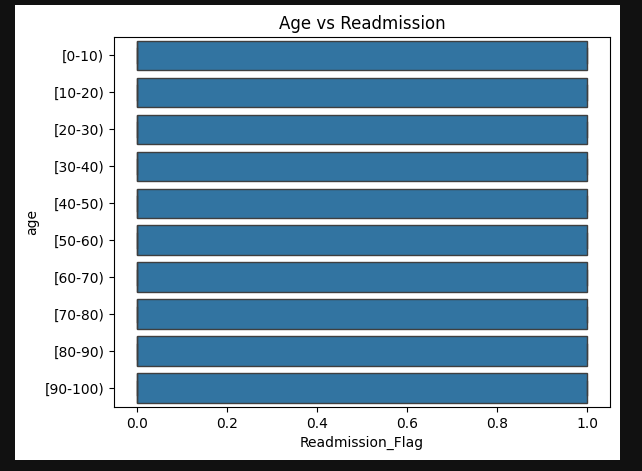 Age vs Readmission
[0-10)
[10-20)
[20-30)
[30-40)
[40-50)
[50-60)
[60-70)
[70-80)
[80-90)
[90-100)
age
0.0 0.2 0.4 0.6 0.8 1.0
Readmission_Flag